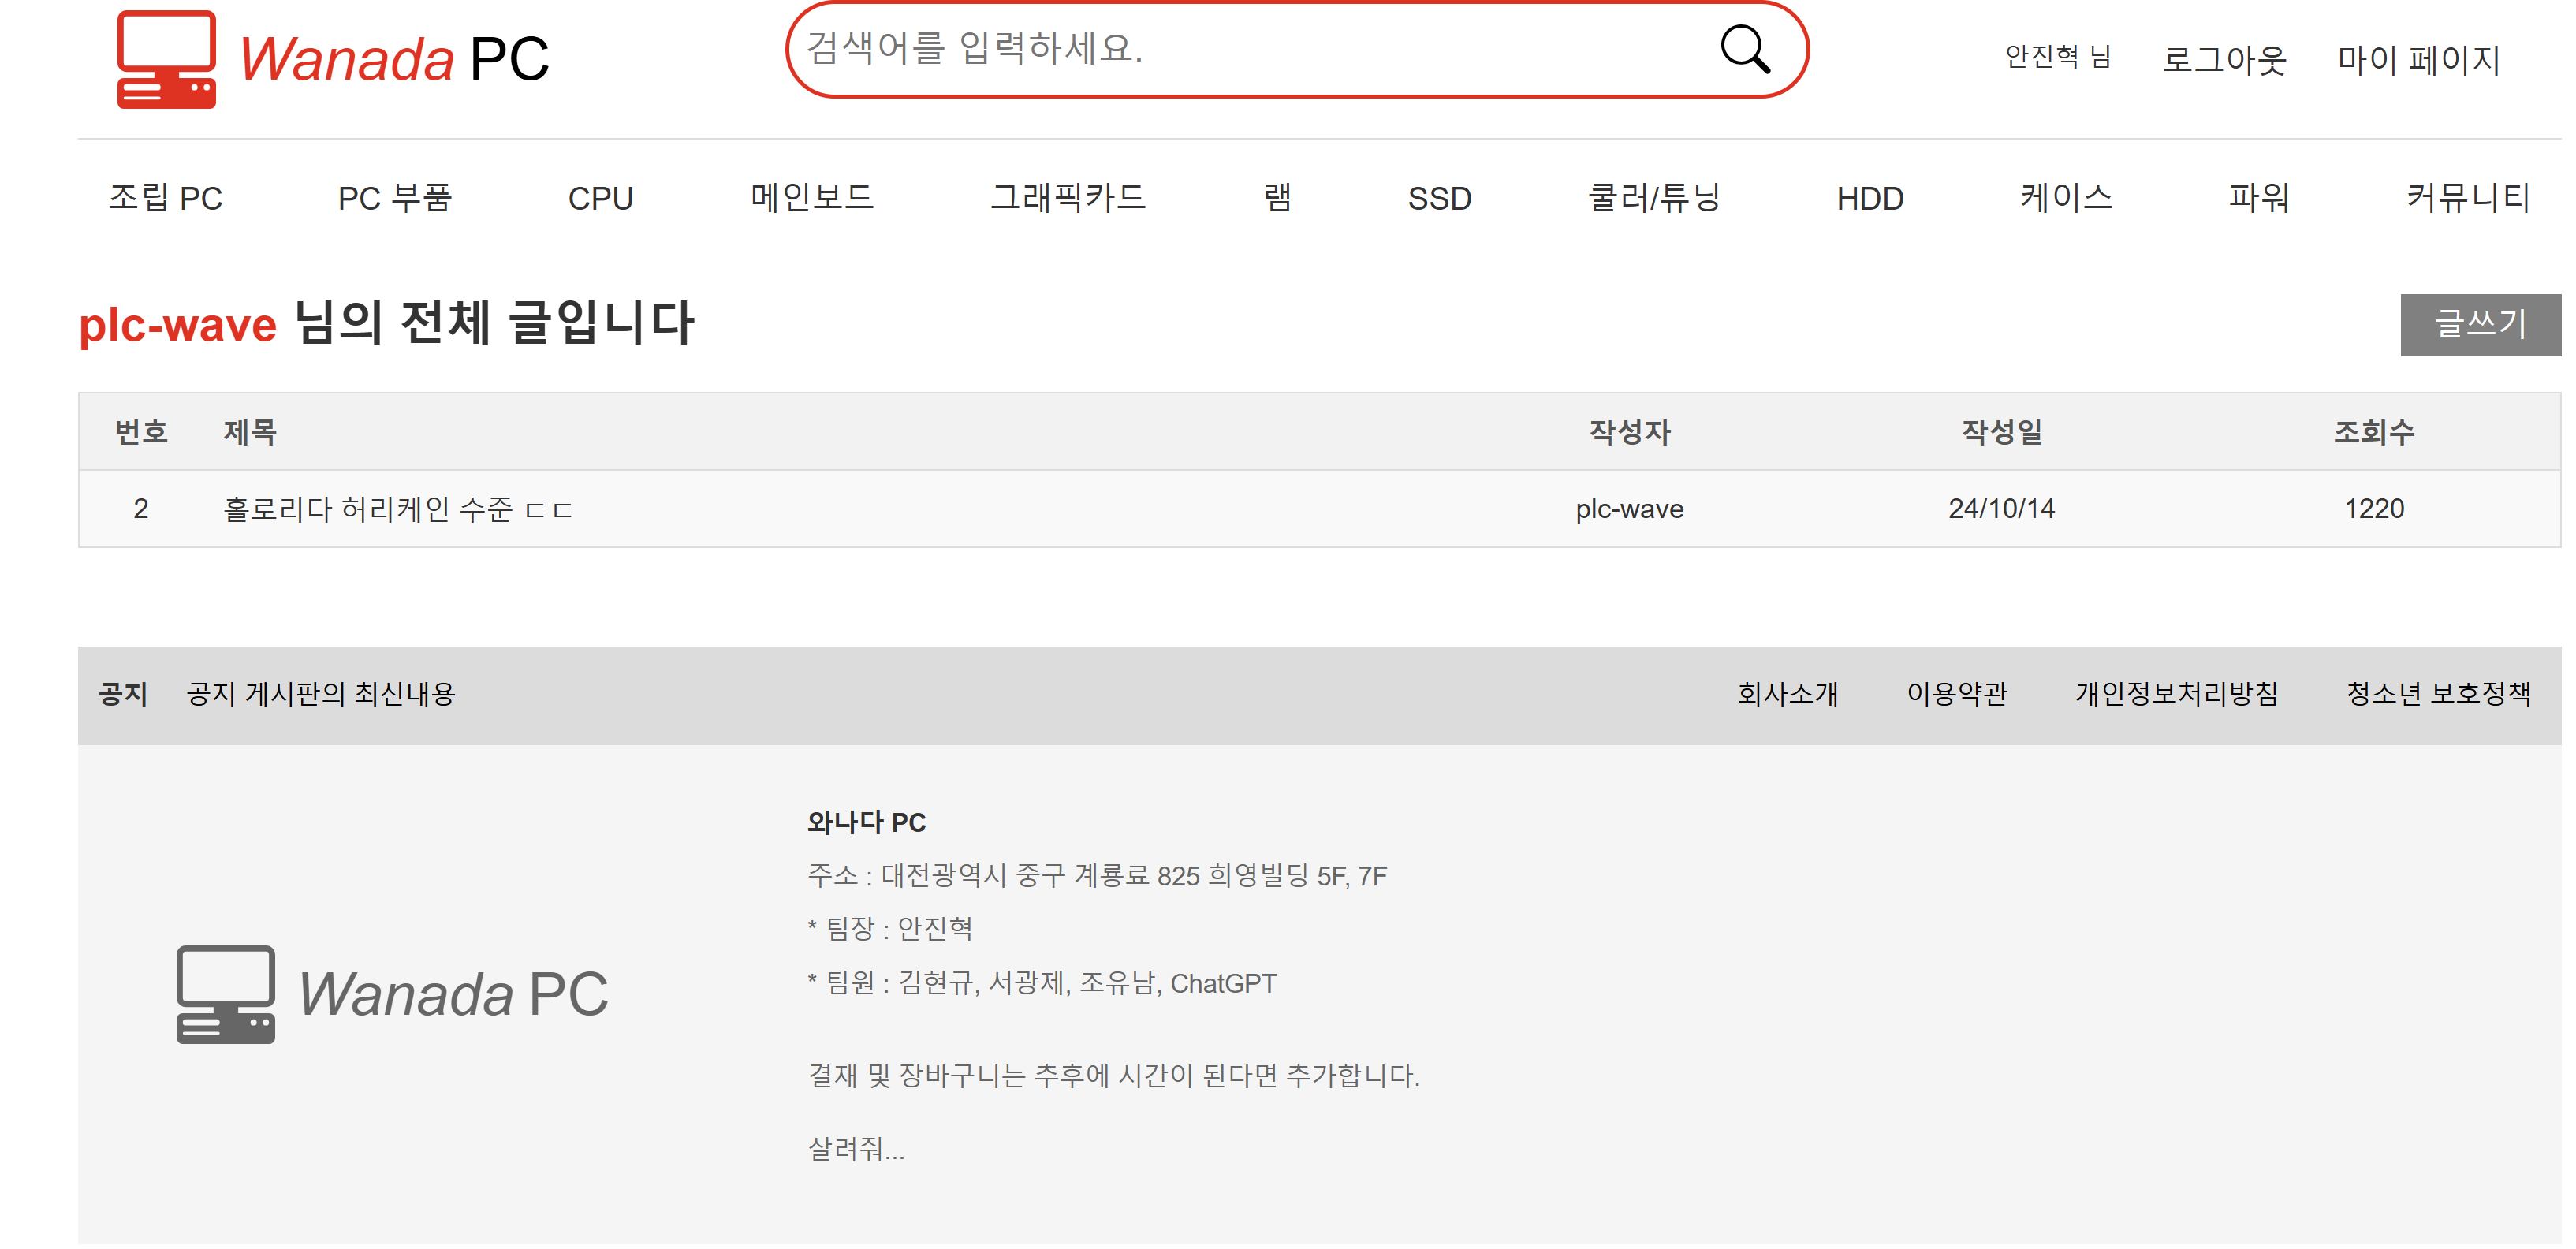 Wanada PC
검색어를 입력하세요.
안진혁 님 로그아웃 마이 페이지
조립 PC PC 부품 CPU 메인보드 그래픽카드 램 SSD 쿨러/튜닝 HDD 케이스 파워 커뮤니티
plc-wave 님의 전체 글입니다 글쓰기
번호 제목 작성자 작성일 조회수
2 홀로리다 허리케인 수준 ㄷㄷ plc-wave 24/10/14 1220
공지 공지 게시판의 최신내용 회사소개 이용약관 개인정보처리방침 청소년 보호정책
와나다 PC
주소 : 대전광역시 중구 계룡료 825 희영빌딩 5F, 7F
* 팀장 : 안진혁
* 팀원 : 김현규, 서광제, 조유남, ChatGPT
Wanada PC
결재 및 장바구니는 추후에 시간이 된다면 추가합니다.
살려줘...